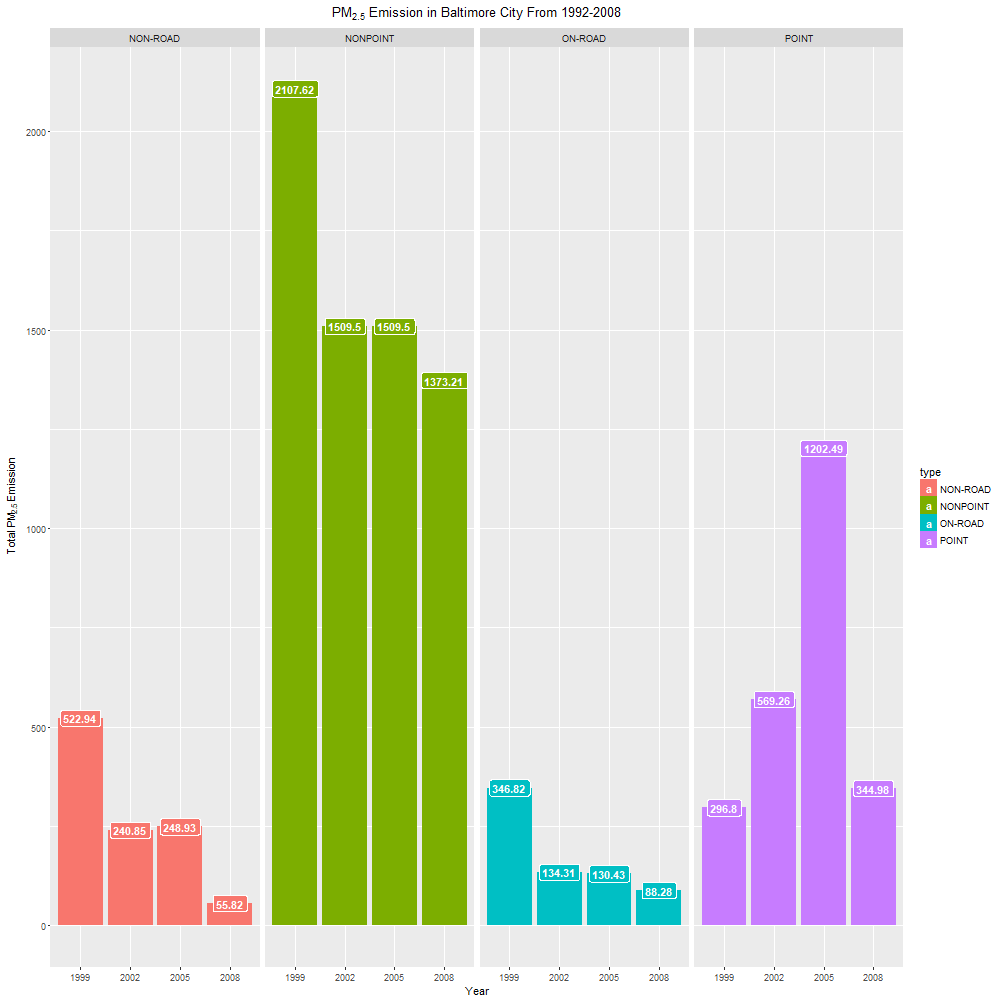 PM2.5 Emission in Baltimore City From 1992-2008
NON-ROAD NONPOINT ON-ROAD POINT
2107.62
2000
1509.5 1509.5
1500
1373.21
1202.49
Total PM2.5 Emission
1000
type
a NON-ROAD
a NONPOINT
a ON-ROAD
a POINT
569.26
522.94
500
346.82
344.98
296.8
240.85 248.93
134.31 130.43
88.28
55.82
0
1999 2002 2005 2008 1999 2002 2005 2008 1999 2002 2005 2008 1999 2002 2005 2008
Year